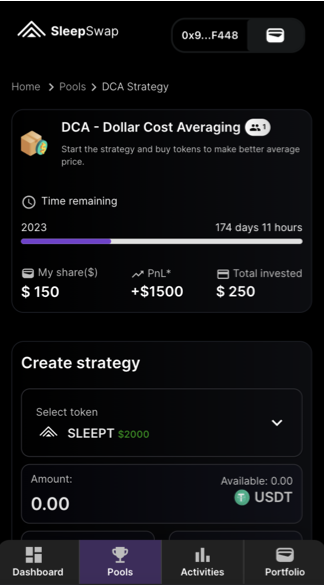 SleepSwap
0x9...F448
Home > Pools > DCA Strategy
DCA - Dollar Cost Averaging 1
Start the strategy and buy tokens to make better average
price.
Time remaining
2023 174 days 11 hours
My share($) PnL* Total invested
$ 150 +$1500 $ 250
Create strategy
Select token
SLEEPT $2000
Amount: Available: 0.00
0.00 USDT
Dashboard Pools Activities Portfolio